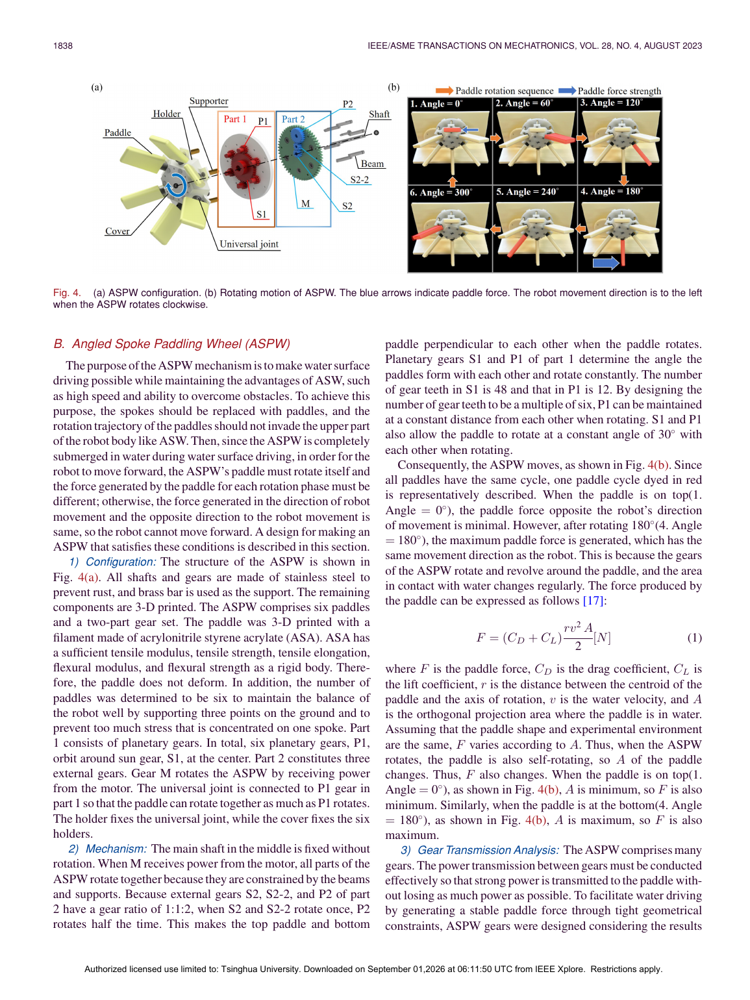 1838
IEEE/ASME TRANSACTIONS ON MECHATRONICS, VOL. 28, NO. 4, AUGUST 2023
(a)
Supporter
Holder
Paddle
Part 1
P1
Part 2
P2
Shaft
Beam
S2-2
S2
M
S1
Cover
Universal joint
(b)
Paddle rotation sequence
Paddle force strength
1. Angle = 0°
2. Angle = 60°
3. Angle = 120°
6. Angle = 300°
5. Angle = 240°
4. Angle = 180°
Fig. 4. (a) ASPW configuration. (b) Rotating motion of ASPW. The blue arrows indicate paddle force. The robot movement direction is to the left
when the ASPW rotates clockwise.
B. Angled Spoke Paddling Wheel (ASPW)
The purpose of the ASPW mechanism is to make water surface
driving possible while maintaining the advantages of ASW, such
as high speed and ability to overcome obstacles. To achieve this
purpose, the spokes should be replaced with paddles, and the
rotation trajectory of the paddles should not invade the upper part
of the robot body like ASW. Then, since the ASPW is completely
submerged in water during water surface driving, in order for the
robot to move forward, the ASPW's paddle must rotate itself and
the force generated by the paddle for each rotation phase must be
different; otherwise, the force generated in the direction of robot
movement and the opposite direction to the robot movement is
same, so the robot cannot move forward. A design for making an
ASPW that satisfies these conditions is described in this section.
1) Configuration: The structure of the ASPW is shown in
Fig. 4(a). All shafts and gears are made of stainless steel to
prevent rust, and brass bar is used as the support. The remaining
components are 3-D printed. The ASPW comprises six paddles
and a two-part gear set. The paddle was 3-D printed with a
filament made of acrylonitrile styrene acrylate (ASA). ASA has
a sufficient tensile modulus, tensile strength, tensile elongation,
flexural modulus, and flexural strength as a rigid body. There-
fore, the paddle does not deform. In addition, the number of
paddles was determined to be six to maintain the balance of
the robot well by supporting three points on the ground and to
prevent too much stress that is concentrated on one spoke. Part
1 consists of planetary gears. In total, six planetary gears, P1,
orbit around sun gear, S1, at the center. Part 2 constitutes three
external gears. Gear M rotates the ASPW by receiving power
from the motor. The universal joint is connected to P1 gear in
part 1 so that the paddle can rotate together as much as P1 rotates.
The holder fixes the universal joint, while the cover fixes the six
holders.
2) Mechanism: The main shaft in the middle is fixed without
rotation. When M receives power from the motor, all parts of the
ASPW rotate together because they are constrained by the beams
and supports. Because external gears S2, S2-2, and P2 of part
2 have a gear ratio of 1:1:2, when S2 and S2-2 rotate once, P2
rotates half the time. This makes the top paddle and bottom
paddle perpendicular to each other when the paddle rotates.
Planetary gears S1 and P1 of part 1 determine the angle the
paddles form with each other and rotate constantly. The number
of gear teeth in S1 is 48 and that in P1 is 12. By designing the
number of gear teeth to be a multiple of six, P1 can be maintained
at a constant distance from each other when rotating. S1 and P1
also allow the paddle to rotate at a constant angle of 30° with
each other when rotating.
Consequently, the ASPW moves, as shown in Fig. 4(b). Since
all paddles have the same cycle, one paddle cycle dyed in red
is representatively described. When the paddle is on top(1.
Angle = 0°), the paddle force opposite the robot's direction
of movement is minimal. However, after rotating 180°(4. Angle
= 180°), the maximum paddle force is generated, which has the
same movement direction as the robot. This is because the gears
of the ASPW rotate and revolve around the paddle, and the area
in contact with water changes regularly. The force produced by
the paddle can be expressed as follows [17]:
F = (C_D + C_L) rv² A / 2 [N] (1)
where F is the paddle force, C_D is the drag coefficient, C_L is
the lift coefficient, r is the distance between the centroid of the
paddle and the axis of rotation, v is the water velocity, and A
is the orthogonal projection area where the paddle is in water.
Assuming that the paddle shape and experimental environment
are the same, F varies according to A. Thus, when the ASPW
rotates, the paddle is also self-rotating, so A of the paddle
changes. Thus, F also changes. When the paddle is on top(1.
Angle = 0°), as shown in Fig. 4(b), A is minimum, so F is also
minimum. Similarly, when the paddle is at the bottom(4. Angle
= 180°), as shown in Fig. 4(b), A is maximum, so F is also
maximum.
3) Gear Transmission Analysis: The ASPW comprises many
gears. The power transmission between gears must be conducted
effectively so that strong power is transmitted to the paddle with-
out losing as much power as possible. To facilitate water driving
by generating a stable paddle force through tight geometrical
constraints, ASPW gears were designed considering the results
Authorized licensed use limited to: Tsinghua University. Downloaded on September 01,2026 at 06:11:50 UTC from IEEE Xplore. Restrictions apply.